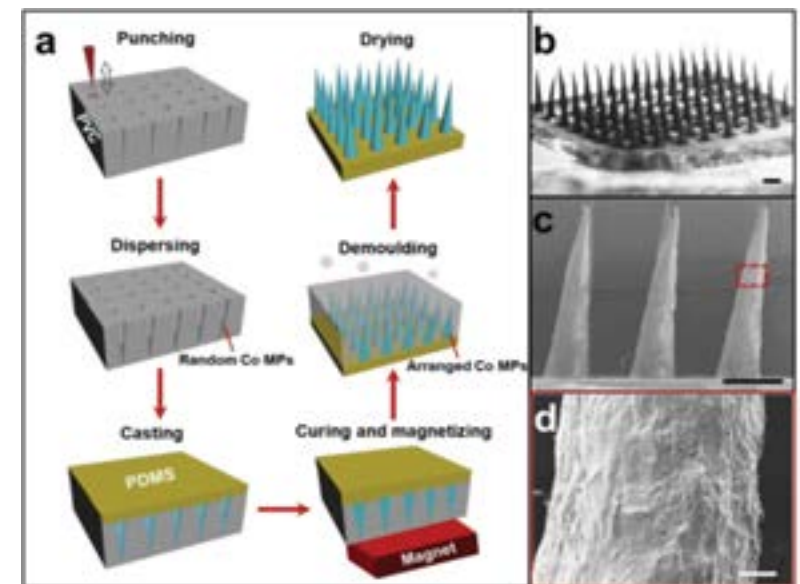 a
Punching
PVC
Dispersing
Random Co MPs
Casting
PDMS
Curing and magnetizing
Magnet
Demoulding
Arranged Co MPs
Drying
b
c
d